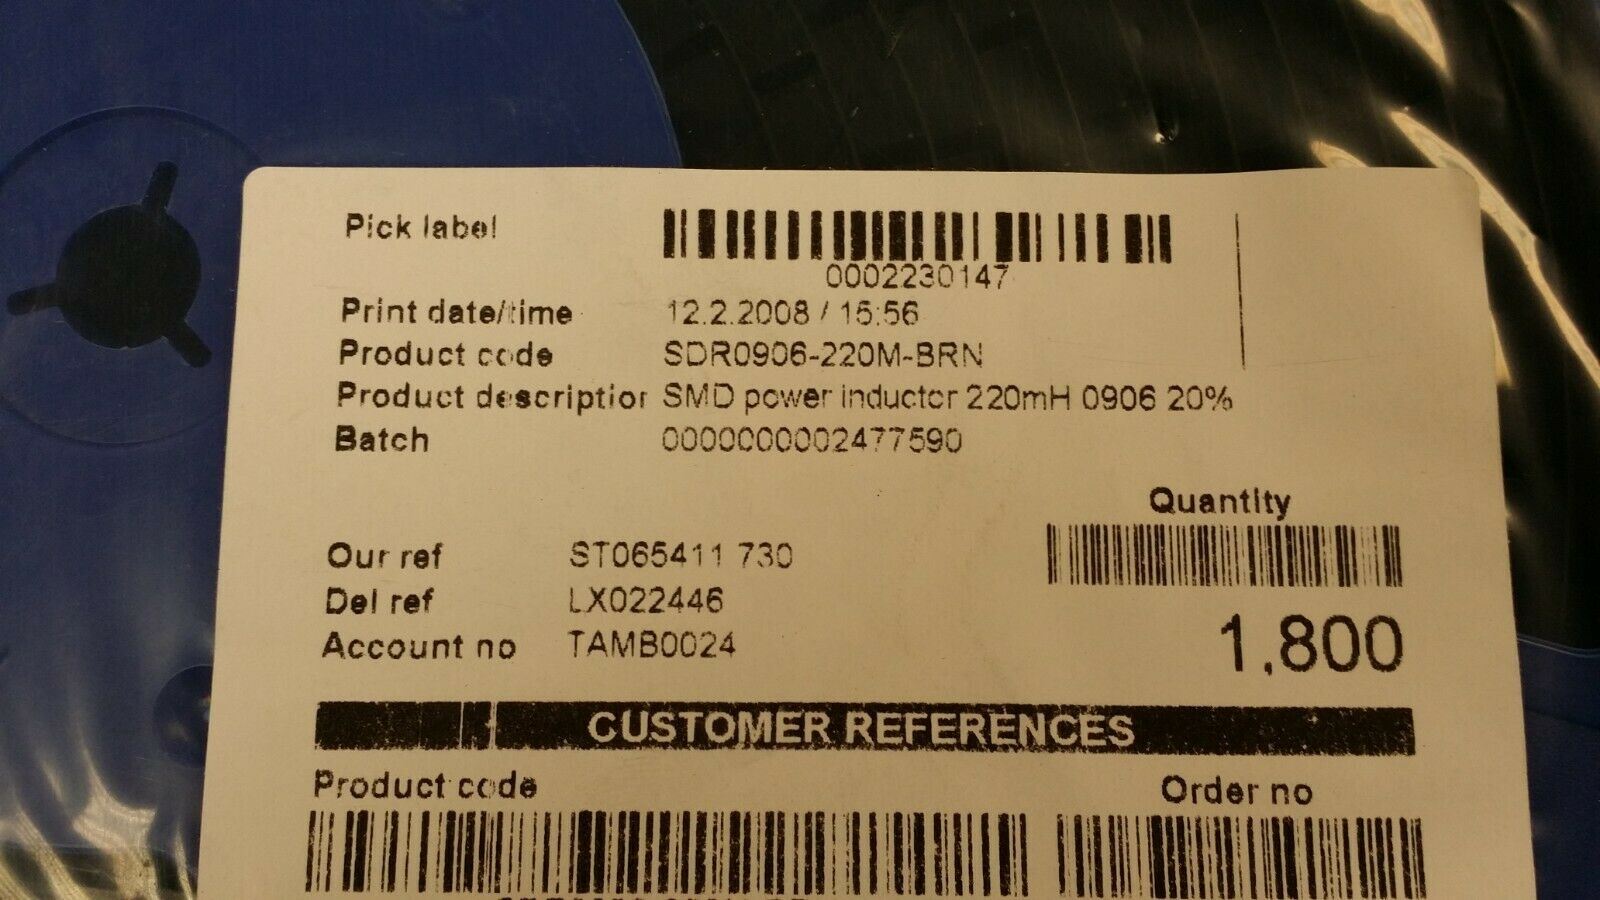 Pick label
0002230147
Print date/time 12.2.2008 / 15:56
Product code SDR0906-220M-BRN
Product description SMD power inductor 220mH 0906 20%
Batch 0000000002477590
Quantity
Our ref ST065411 730
Del ref LX022446
Account no TAMB0024
1,800
CUSTOMER REFERENCES
Product code Order no